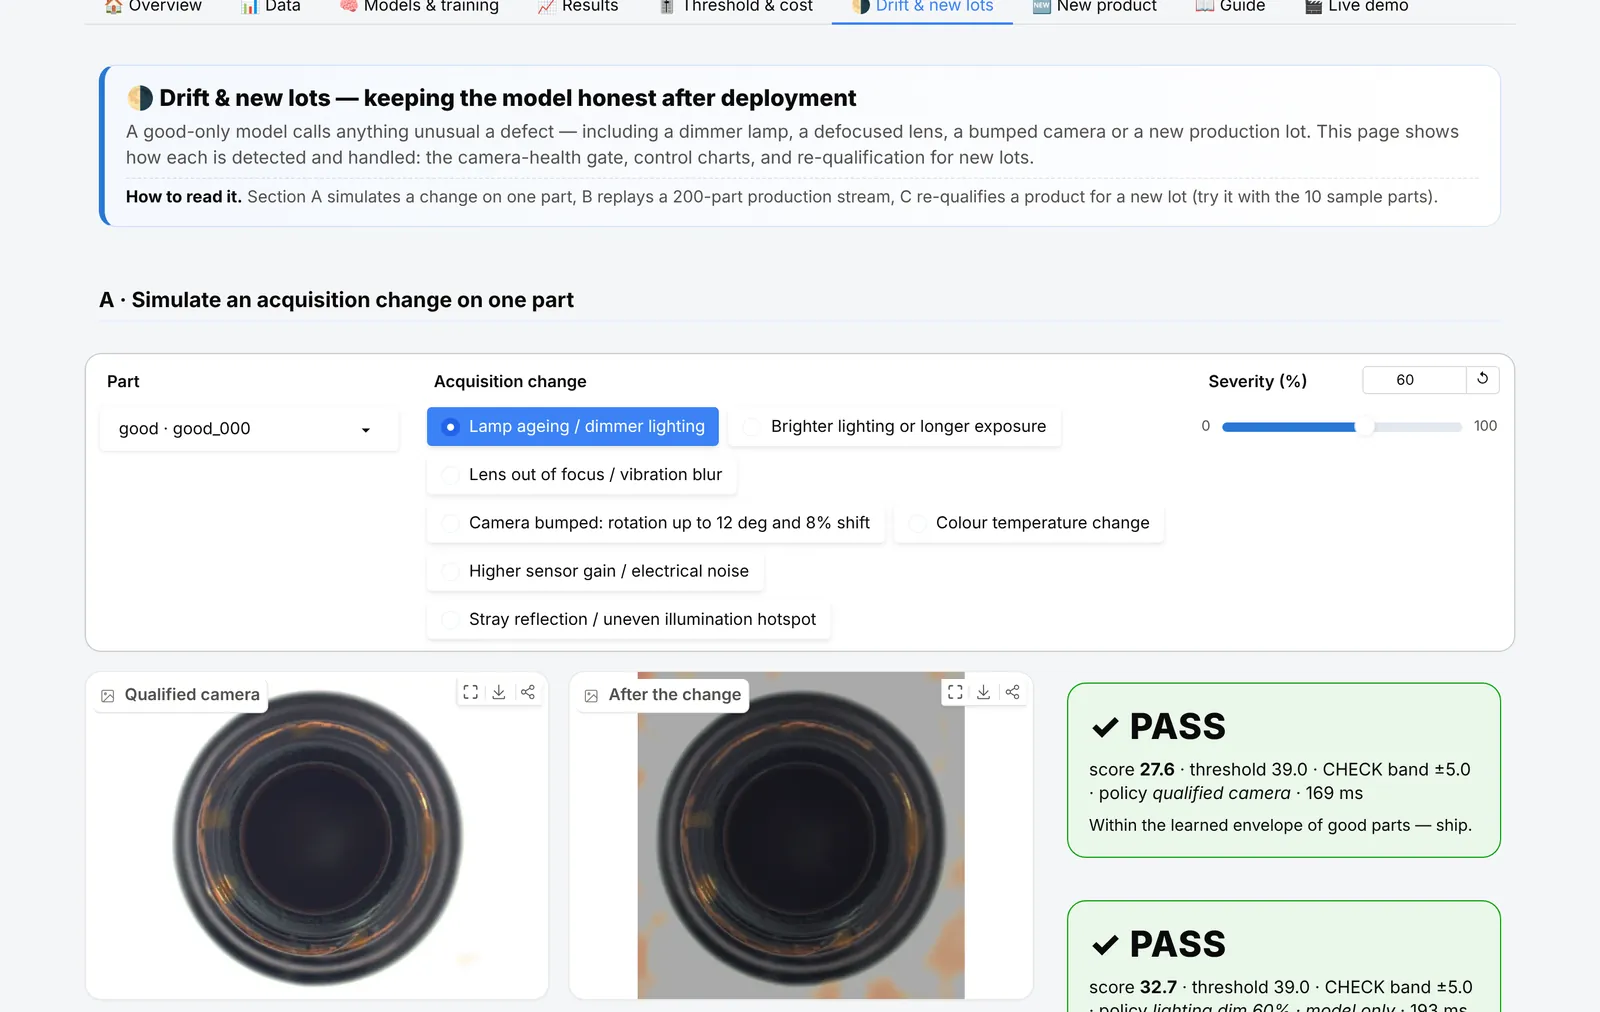 🏠 Overview 📊 Data 🧠 Models & training 📈 Results 🎚️ Threshold & cost 🌗 Drift & new lots 🆕 New product 📖 Guide 🎬 Live demo
🌗 Drift & new lots — keeping the model honest after deployment
A good-only model calls anything unusual a defect — including a dimmer lamp, a defocused lens, a bumped camera or a new production lot. This page shows
how each is detected and handled: the camera-health gate, control charts, and re-qualification for new lots.
How to read it. Section A simulates a change on one part, B replays a 200-part production stream, C re-qualifies a product for a new lot (try it with the 10 sample parts).
A · Simulate an acquisition change on one part
Part
good · good_000
Acquisition change
Lamp ageing / dimmer lighting
Brighter lighting or longer exposure
Lens out of focus / vibration blur
Camera bumped: rotation up to 12 deg and 8% shift
Colour temperature change
Higher sensor gain / electrical noise
Stray reflection / uneven illumination hotspot
Severity (%)
60
0
100
Qualified camera
After the change
✔ PASS
score 27.6 · threshold 39.0 · CHECK band ±5.0
· policy qualified camera · 169 ms
Within the learned envelope of good parts — ship.
✔ PASS
score 32.7 · threshold 39.0 · CHECK band ±5.0
· policy lighting dim 60% · model only · 193 ms